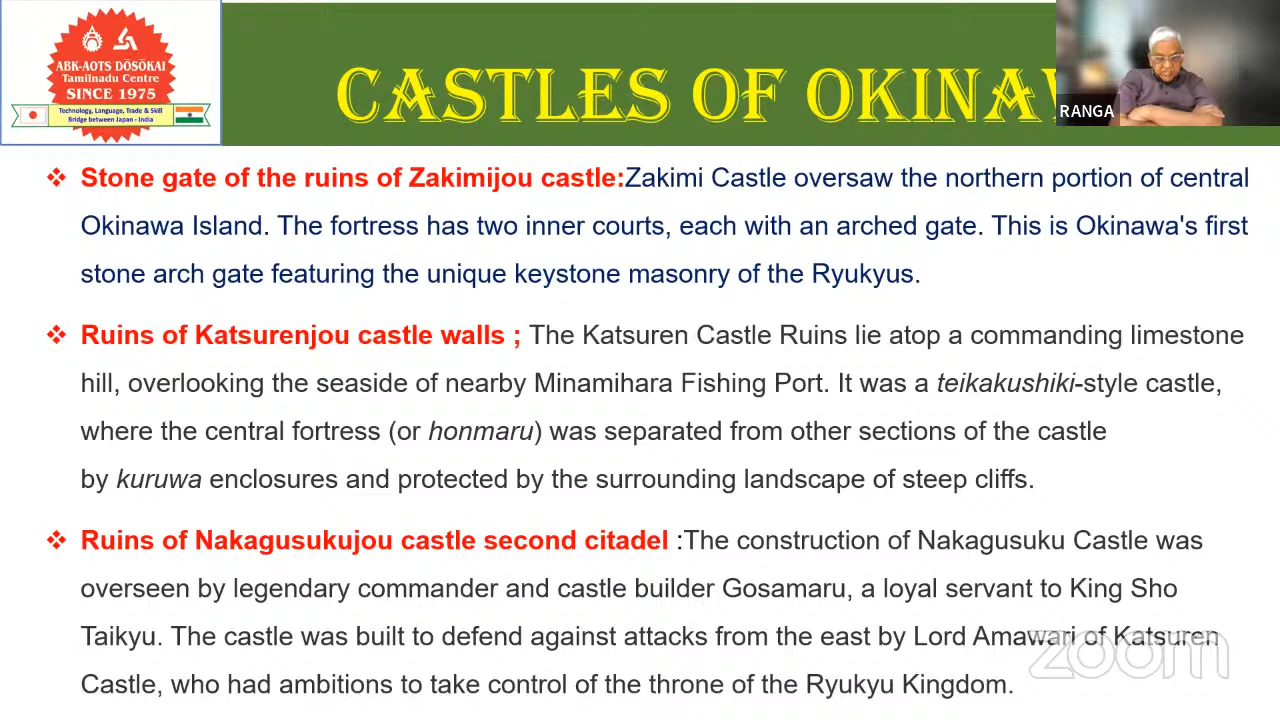 ABK-AOTS DŌSŌKAI
Tamilnadu Centre
SINCE 1975
Technology, Language, Trade & Skill
Bridge between Japan - India
CASTLES OF OKINAW
RANGA
❖ Stone gate of the ruins of Zakimijou castle:Zakimi Castle oversaw the northern portion of central
Okinawa Island. The fortress has two inner courts, each with an arched gate. This is Okinawa's first
stone arch gate featuring the unique keystone masonry of the Ryukyus.
❖ Ruins of Katsurenjou castle walls ; The Katsuren Castle Ruins lie atop a commanding limestone
hill, overlooking the seaside of nearby Minamihara Fishing Port. It was a teikakushiki-style castle,
where the central fortress (or honmaru) was separated from other sections of the castle
by kuruwa enclosures and protected by the surrounding landscape of steep cliffs.
❖ Ruins of Nakagusukujou castle second citadel :The construction of Nakagusuku Castle was
overseen by legendary commander and castle builder Gosamaru, a loyal servant to King Sho
Taikyu. The castle was built to defend against attacks from the east by Lord Amawari of Katsuren
Castle, who had ambitions to take control of the throne of the Ryukyu Kingdom.
zoom